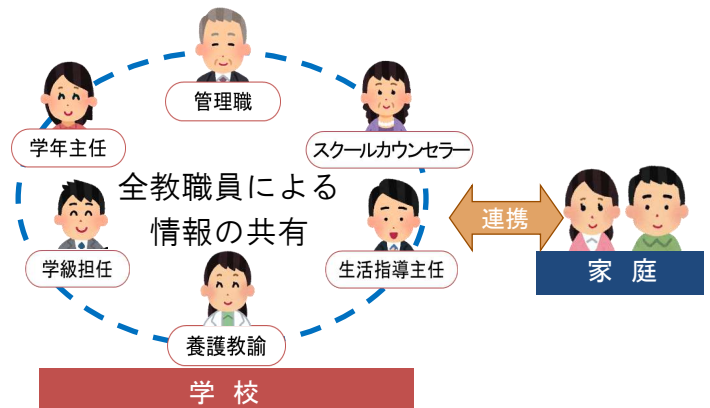 管理職
学年主任
スクールカウンセラー
全教職員による
情報の共有
連携
学級担任
生活指導主任
家庭
養護教諭
学校